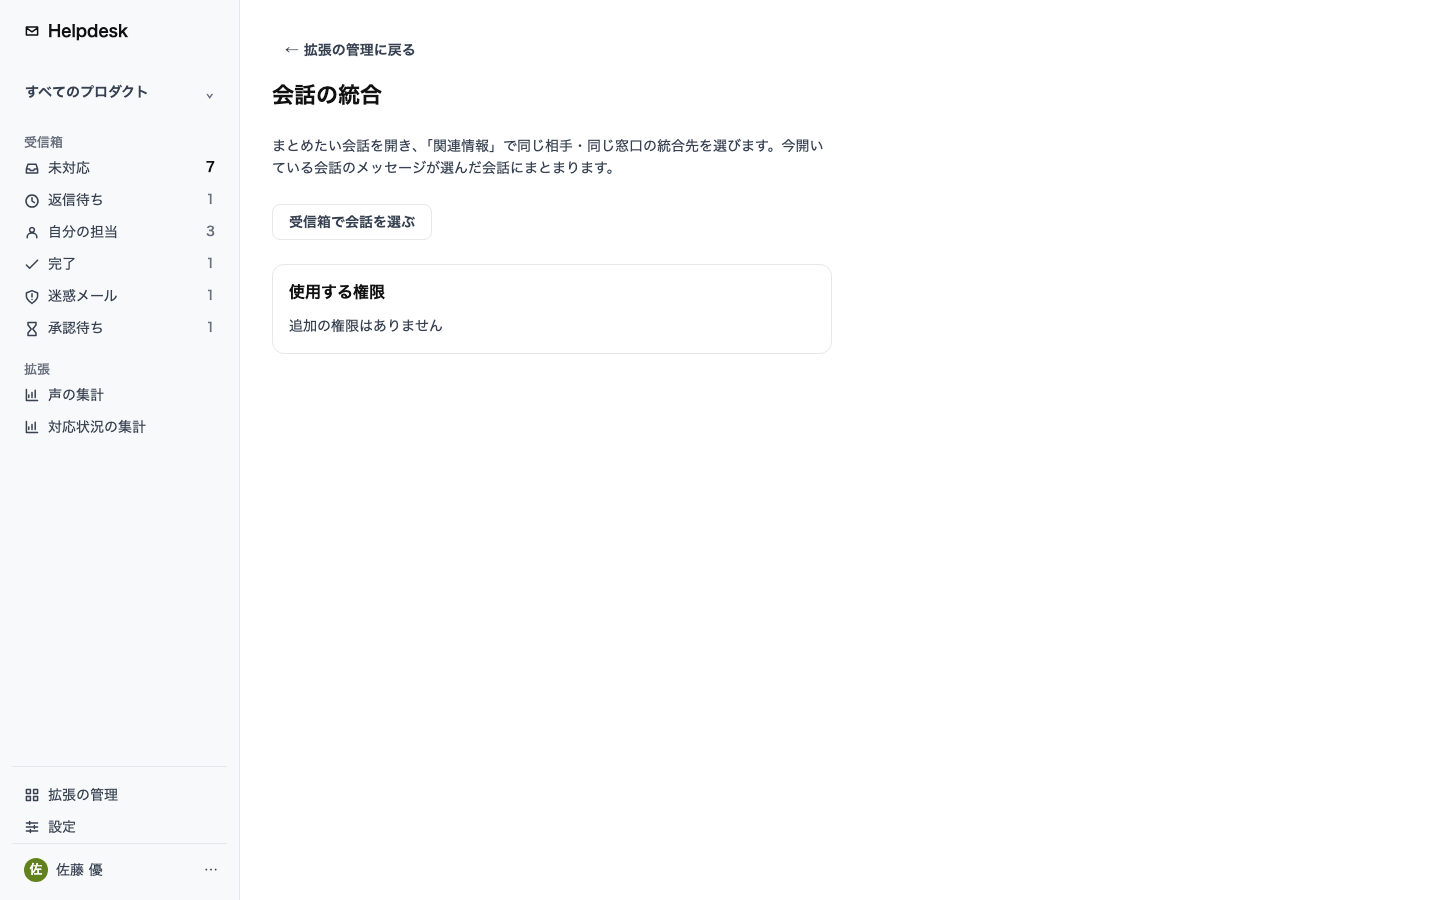 Helpdesk
すべてのプロダクト
受信箱
未対応 7
返信待ち 1
自分の担当 3
完了 1
迷惑メール 1
承認待ち 1
拡張
声の集計
対応状況の集計
拡張の管理
設定
佐 佐藤 優 …
← 拡張の管理に戻る
会話の統合
まとめたい会話を開き、「関連情報」で同じ相手・同じ窓口の統合先を選びます。今開い
ている会話のメッセージが選んだ会話にまとまります。
受信箱で会話を選ぶ
使用する権限
追加の権限はありません